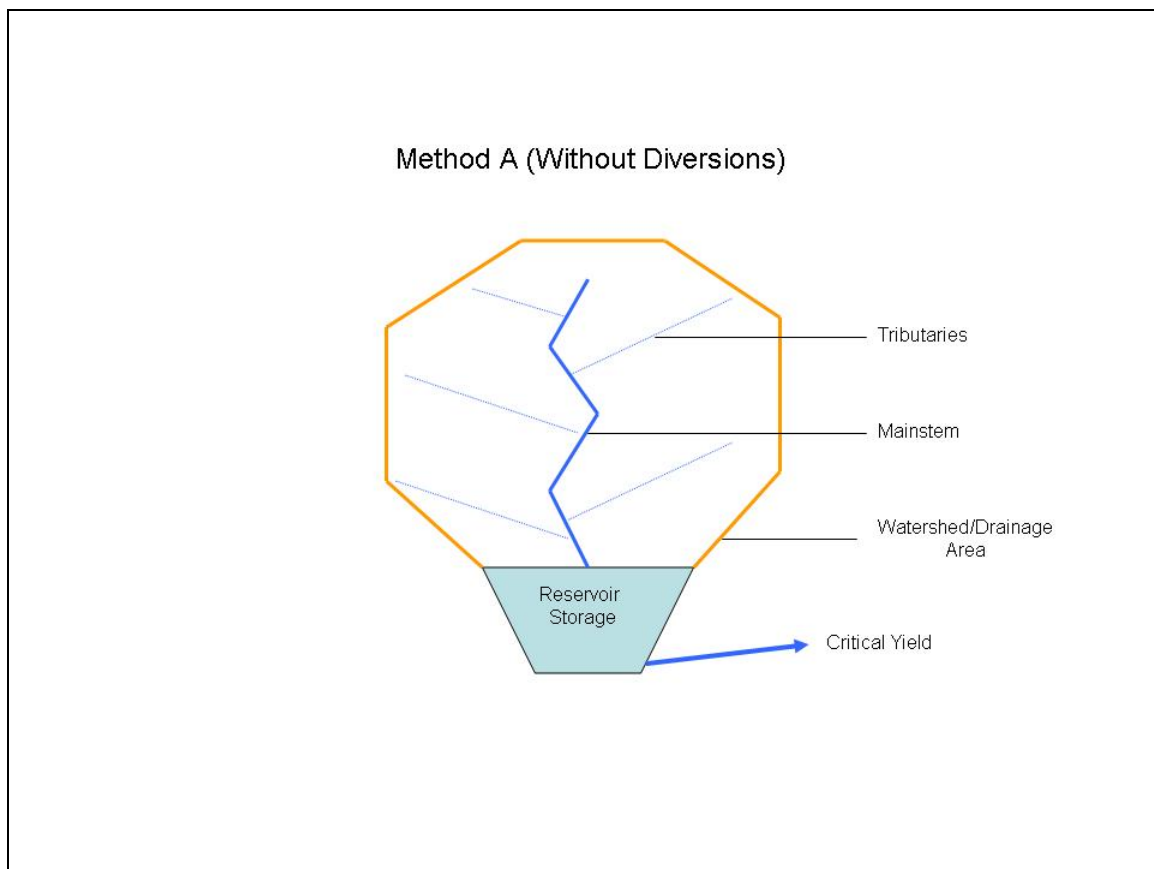 Method A (Without Diversions)
Tributaries
Mainstem
Watershed/Drainage
Area
Reservoir
Storage
Critical Yield